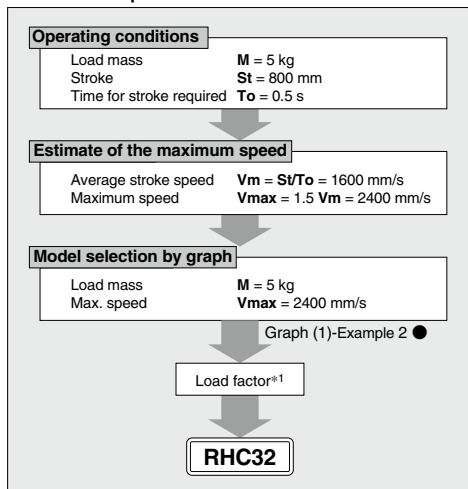 Operating conditions
Load mass M = 5 kg
Stroke St = 800 mm
Time for stroke required To = 0.5 s
Estimate of the maximum speed
Average stroke speed Vm = St/To = 1600 mm/s
Maximum speed Vmax = 1.5 Vm = 2400 mm/s
Model selection by graph
Load mass M = 5 kg
Max. speed Vmax = 2400 mm/s
Graph (1)-Example 2 ●
Load factor*1
RHC32